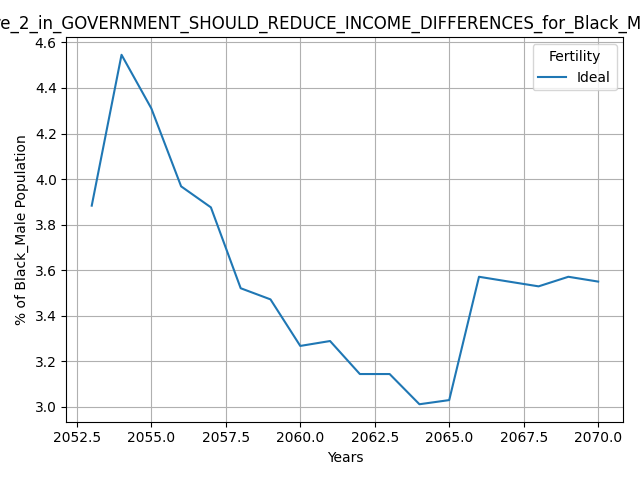 e_2_in_GOVERNMENT_SHOULD_REDUCE_INCOME_DIFFERENCES_for_Black_M
Fertility
Ideal
% of Black_Male Population
4.6
4.4
4.2
4.0
3.8
3.6
3.4
3.2
3.0
2052.5 2055.0 2057.5 2060.0 2062.5 2065.0 2067.5 2070.0
Years